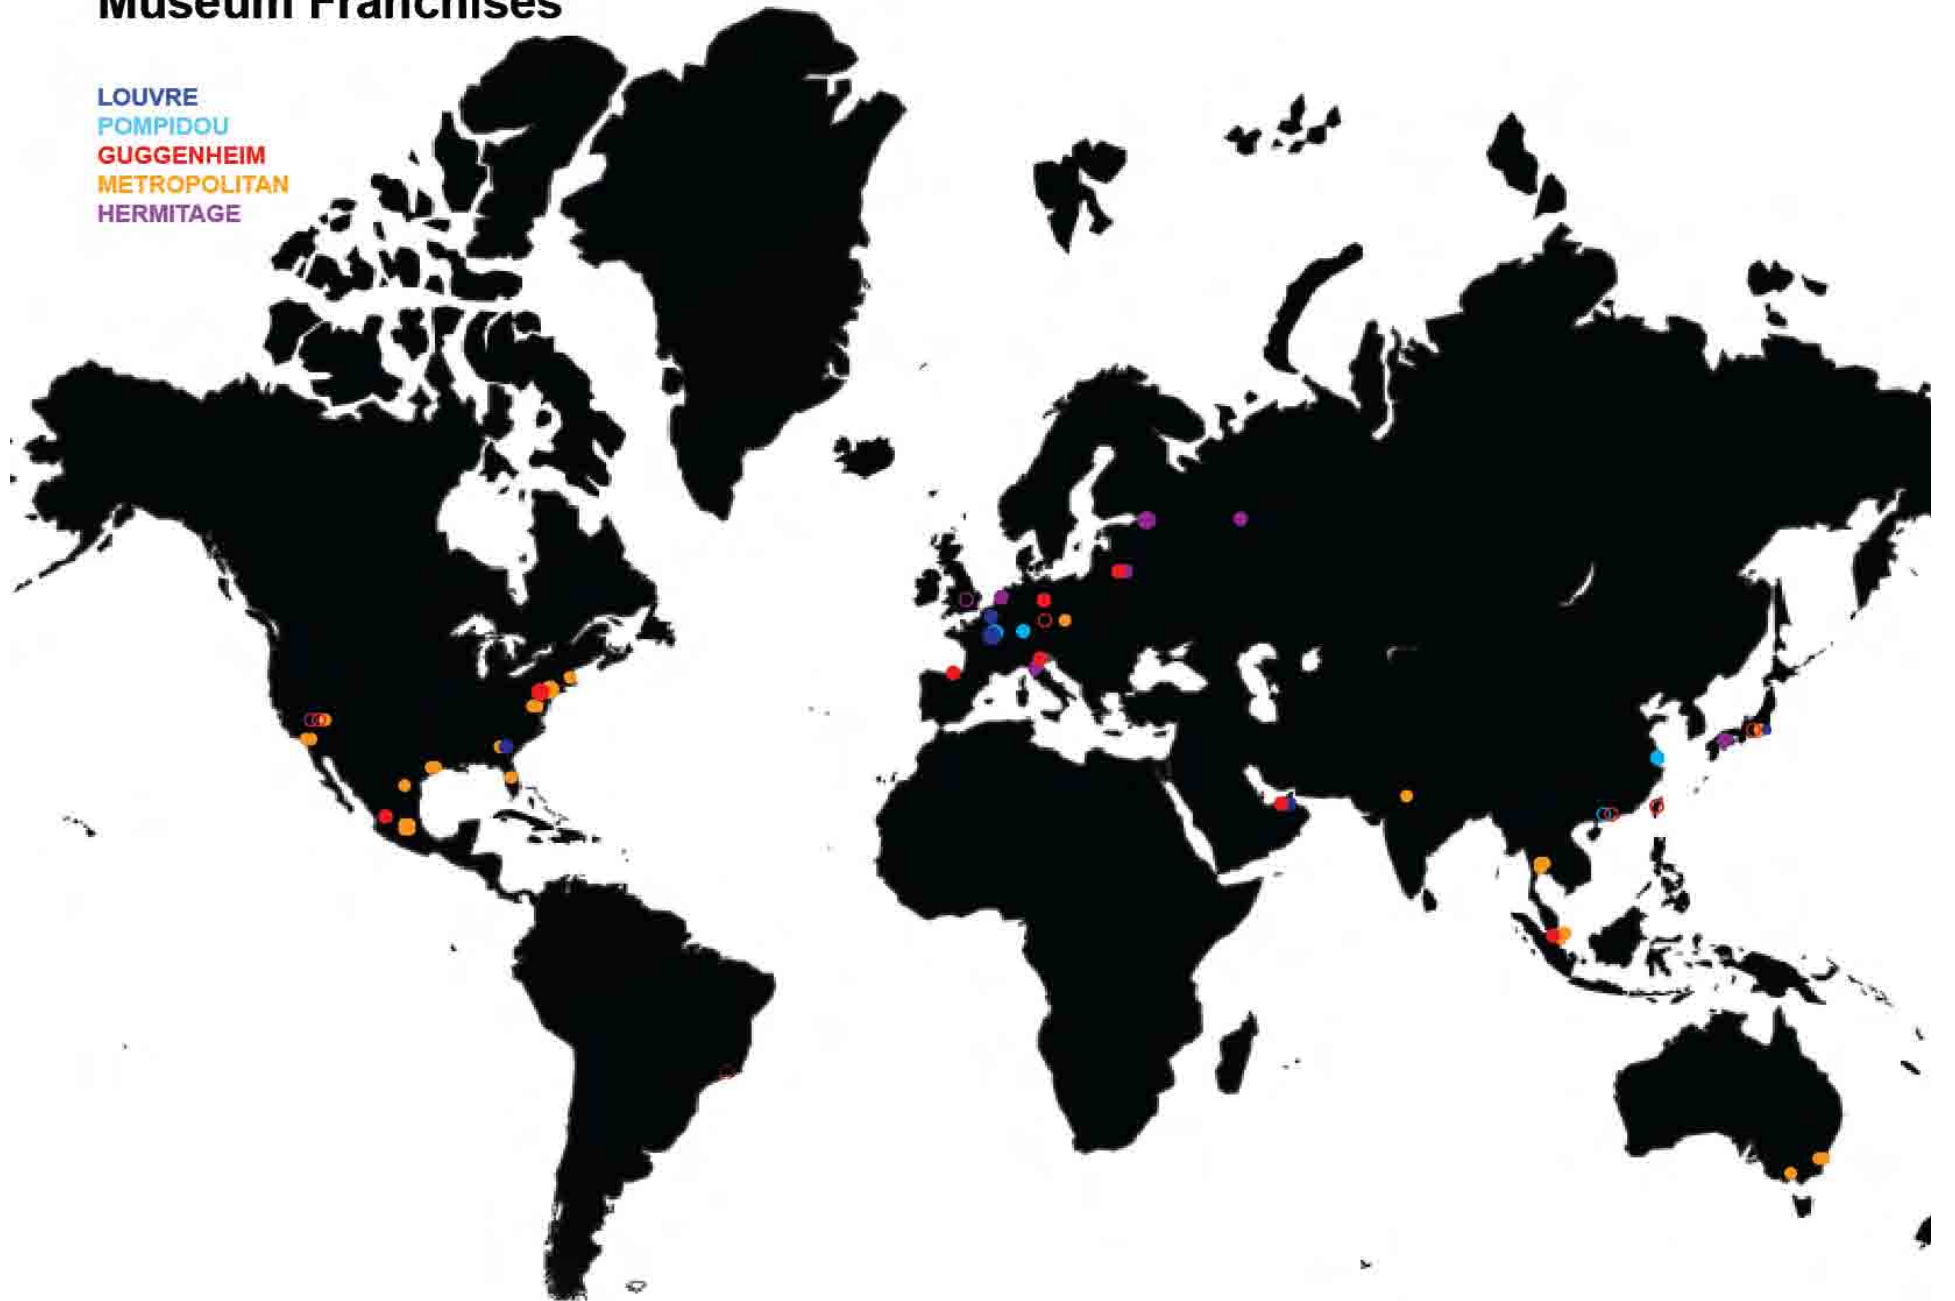 Museum Franchises
LOUVRE
POMPIDOU
GUGGENHEIM
METROPOLITAN
HERMITAGE